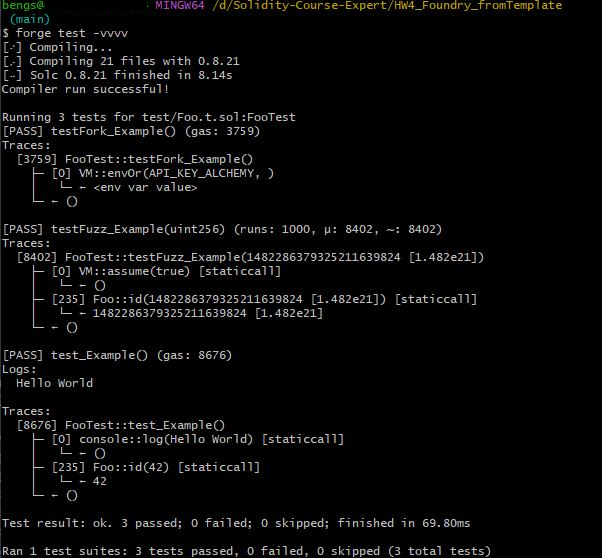 bengs@ MINGW64 /d/Solidity-Course-Expert/HW4_Foundry_fromTemplate
(main)
$ forge test -vvvv
[⠢] Compiling...
[⠔] Compiling 21 files with 0.8.21
[⠒] Solc 0.8.21 finished in 8.14s
Compiler run successful!

Running 3 tests for test/Foo.t.sol:FooTest
[PASS] testFork_Example() (gas: 3759)
Traces:
  [3759] FooTest::testFork_Example()
    ├─ [0] VM::envOr(API_KEY_ALCHEMY, )
    │   └─ ← <env var value>
    └─ ← ()

[PASS] testFuzz_Example(uint256) (runs: 1000, μ: 8402, ~: 8402)
Traces:
  [8402] FooTest::testFuzz_Example(1482286379325211639824 [1.482e21])
    ├─ [0] VM::assume(true) [staticcall]
    │   └─ ← ()
    ├─ [235] Foo::id(1482286379325211639824 [1.482e21]) [staticcall]
    │   └─ ← 1482286379325211639824 [1.482e21]
    └─ ← ()

[PASS] test_Example() (gas: 8676)
Logs:
  Hello World

Traces:
  [8676] FooTest::test_Example()
    ├─ [0] console::log(Hello World) [staticcall]
    │   └─ ← ()
    ├─ [235] Foo::id(42) [staticcall]
    │   └─ ← 42
    └─ ← ()

Test result: ok. 3 passed; 0 failed; 0 skipped; finished in 69.80ms

Ran 1 test suites: 3 tests passed, 0 failed, 0 skipped (3 total tests)